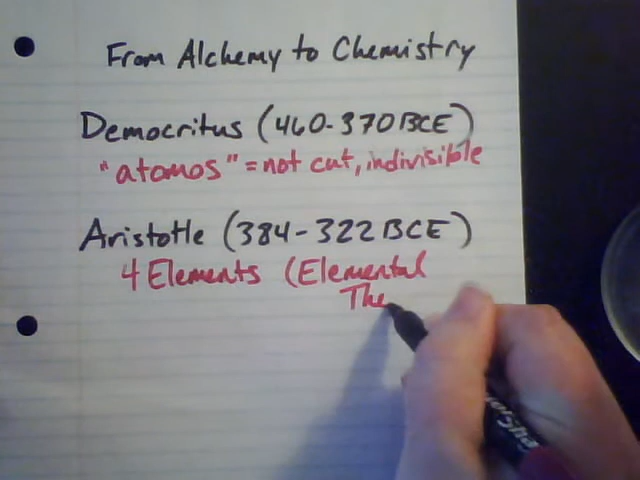 From Alchemy to Chemistry
Democritus (460-370 BCE)
"atomos" = not cut, indivisible
Aristotle (384-322 BCE)
4 Elements (Elemental
The
Sharpie